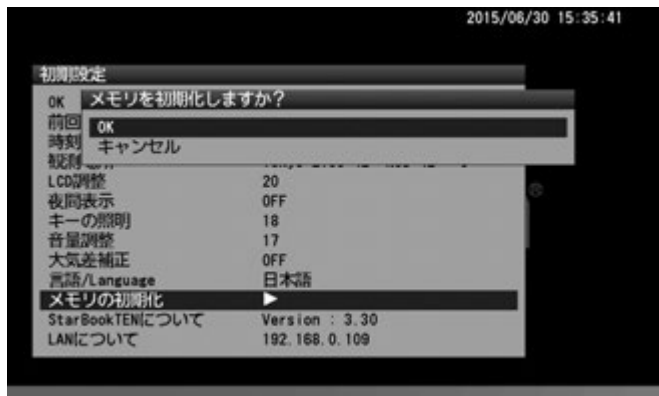 2015/06/30 15:35:41
初期設定
メモリを初期化しますか?
OK
OK
キャンセル
前回
時刻
LCD調整 20
夜間表示 OFF
キーの照明 18
音量調整 17
大気差補正 OFF
言語/Language 日本語
メモリの初期化 ▶
StarBookTENについて Version : 3.30
LANについて 192.168.0.109